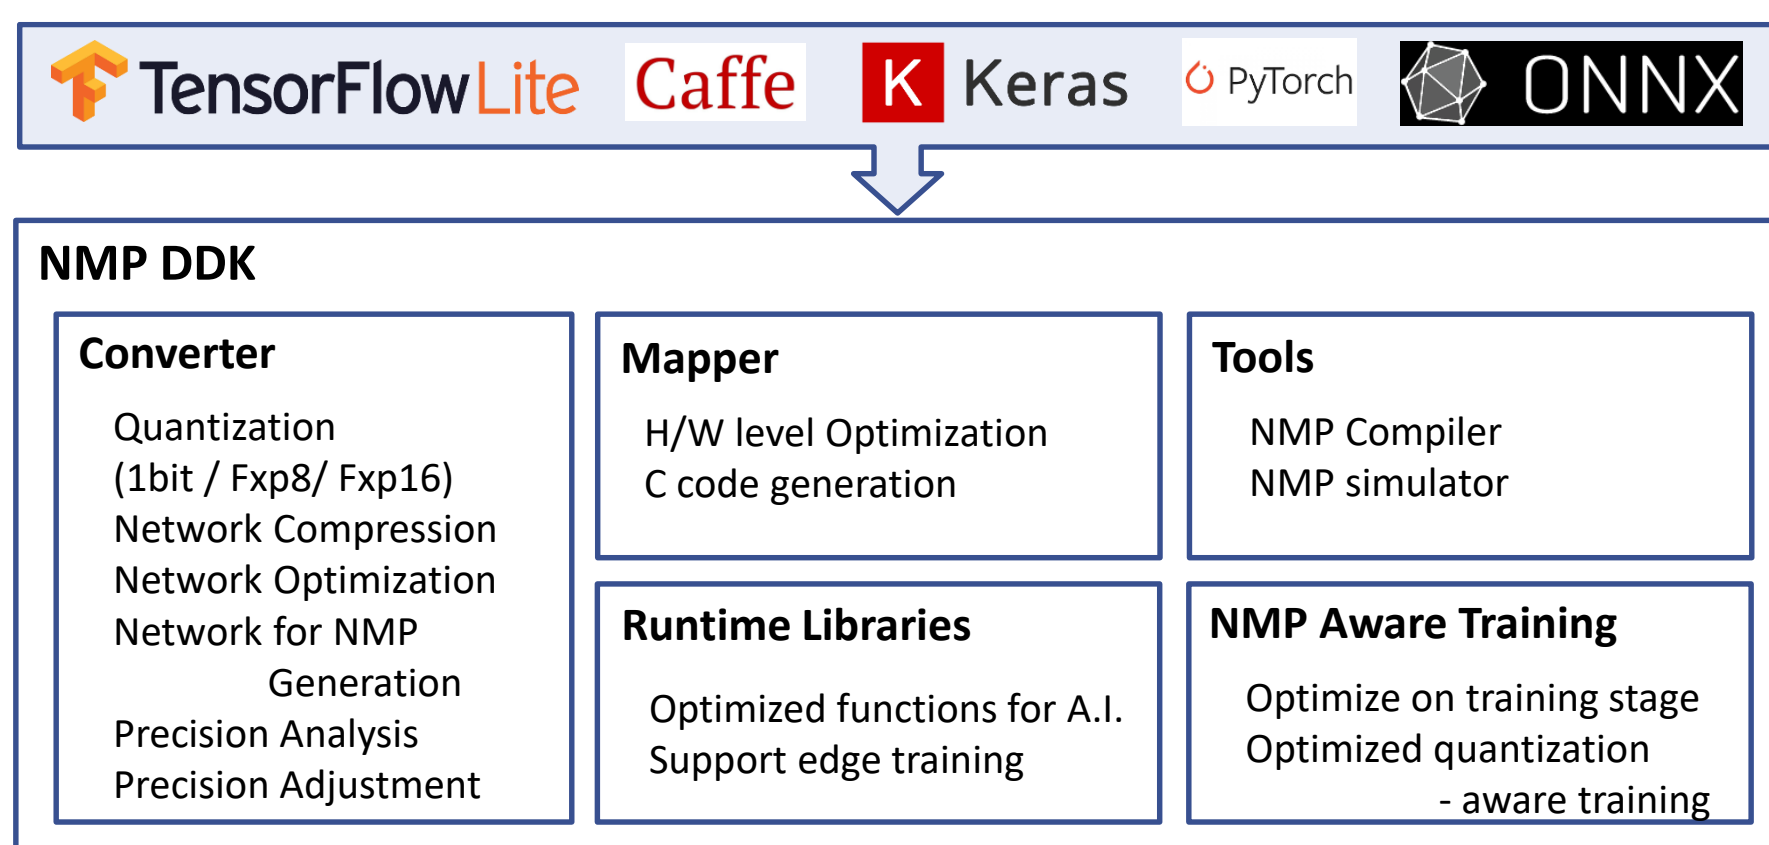 TensorFlow Lite
Caffe
K Keras
PyTorch
ONNX
NMP DDK
Converter
Quantization
(1bit / Fxp8/ Fxp16)
Network Compression
Network Optimization
Network for NMP
Generation
Precision Analysis
Precision Adjustment
Mapper
H/W level Optimization
C code generation
Tools
NMP Compiler
NMP simulator
Runtime Libraries
Optimized functions for A.I.
Support edge training
NMP Aware Training
Optimize on training stage
Optimized quantization
- aware training